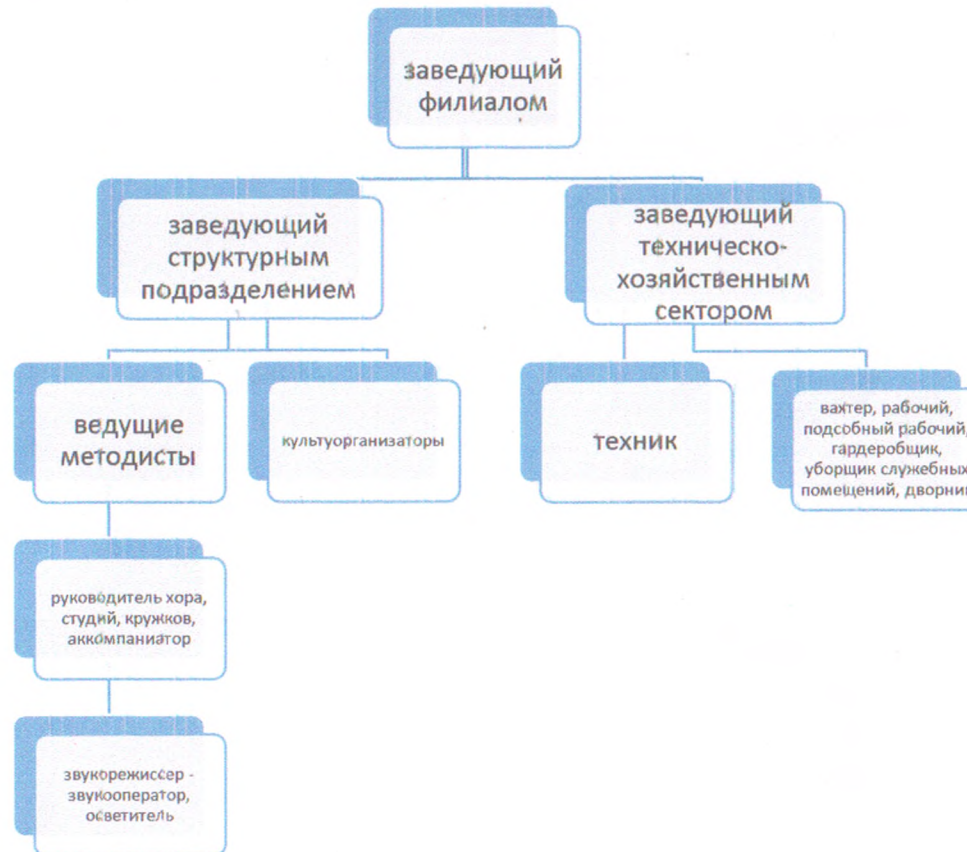 заведующий
филиалом
заведующий
структурным
подразделением
заведующий
техническо-
хозяйственным
сектором
ведущие
методисты
культуорганизаторы
техник
вахтер, рабочий,
подсобный рабочий,
гардеробщик,
уборщик служебных
помещений, дворник
руководитель хора,
студий, кружков,
аккомпаниатор
звукорежиссер -
звукооператор,
осветитель